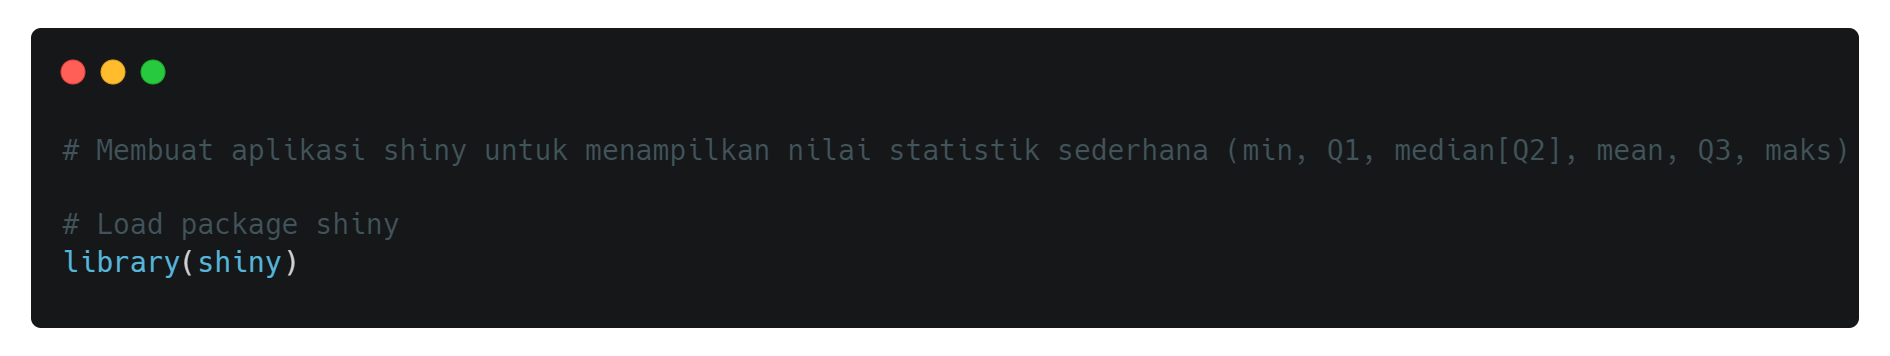 # Membuat aplikasi shiny untuk menampilkan nilai statistik sederhana (min, Q1, median[Q2], mean, Q3, maks)
# Load package shiny
library(shiny)